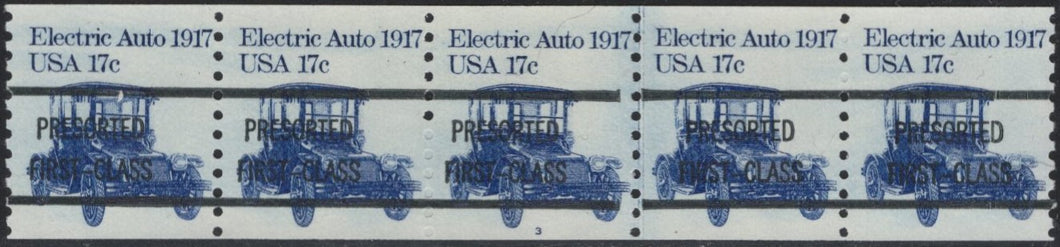 Electric Auto 1917 Electric Auto 1917 Electric Auto 1917 Electric Auto 1917 Electric Auto 1917
USA 17c USA 17c USA 17c USA 17c USA 17c
PRESORTED PRESORTED PRESORTED PRESORTED PRESORTED
FIRST-CLASS FIRST-CLASS FIRST-CLASS FIRST-CLASS FIRST-CLASS
3